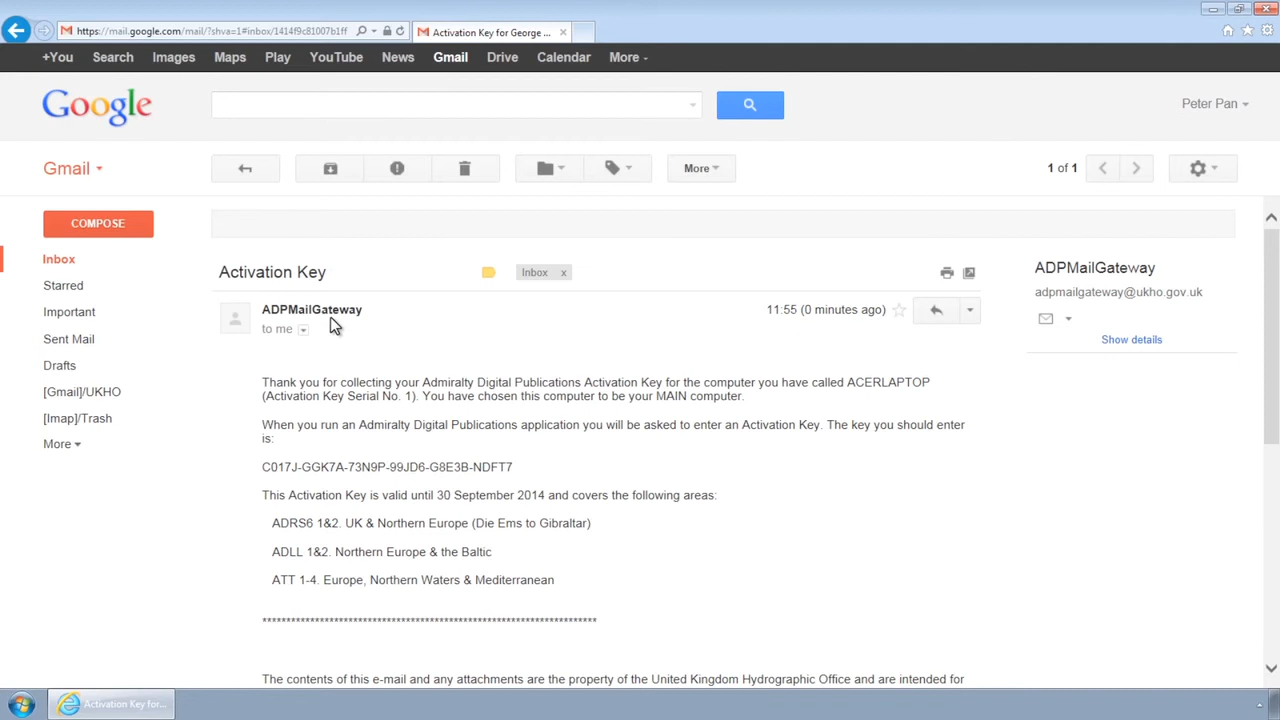 https://mail.google.com/mail/?shva=1#inbox/1414f9c81007b1ff
Activation Key for George ...
+You Search Images Maps Play YouTube News Gmail Drive Calendar More
Google
Peter Pan
Gmail
More
1 of 1
COMPOSE
Inbox
Starred
Important
Sent Mail
Drafts
[Gmail]/UKHO
[Imap]/Trash
More
Activation Key
Inbox x
ADPMailGateway
to me
11:55 (0 minutes ago)
Thank you for collecting your Admiralty Digital Publications Activation Key for the computer you have called ACERLAPTOP
(Activation Key Serial No. 1). You have chosen this computer to be your MAIN computer.
When you run an Admiralty Digital Publications application you will be asked to enter an Activation Key. The key you should enter
is:
C017J-GGK7A-73N9P-99JD6-G8E3B-NDFT7
This Activation Key is valid until 30 September 2014 and covers the following areas:
ADRS6 1&2. UK & Northern Europe (Die Ems to Gibraltar)
ADLL 1&2. Northern Europe & the Baltic
ATT 1-4. Europe, Northern Waters & Mediterranean
**********************************************************************
The contents of this e-mail and any attachments are the property of the United Kingdom Hydrographic Office and are intended for
ADPMailGateway
adpmailgateway@ukho.gov.uk
Show details
Activation Key for...